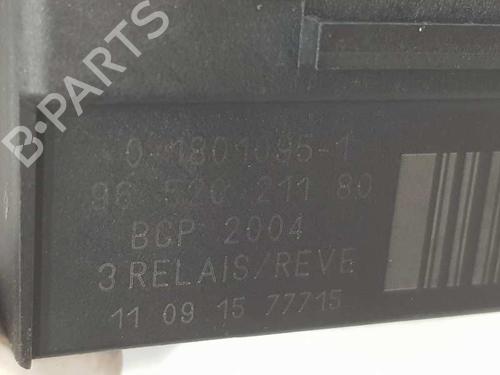 B-PARTS
0 1801095-1
96 520 211 80
BCP 2004
3 RELAIS/REVE
11 09 15 77715